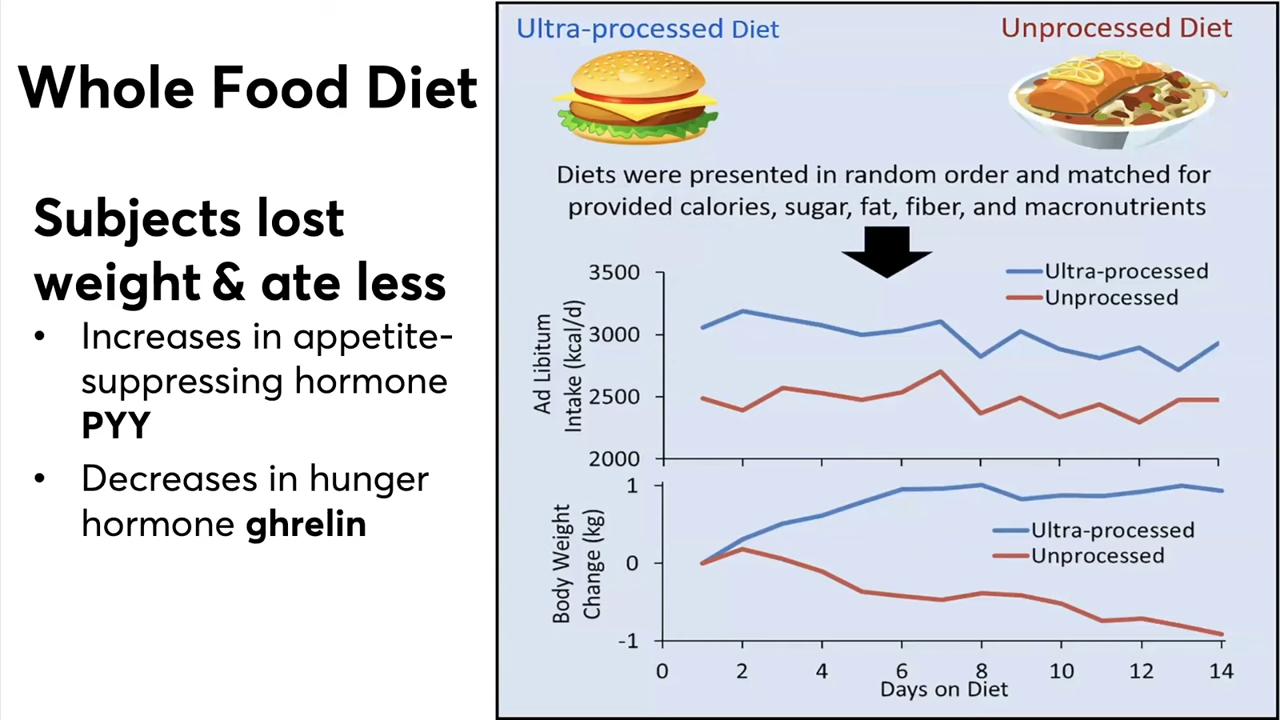 Whole Food Diet
Subjects lost
weight & ate less
• Increases in appetite-
suppressing hormone
PYY
• Decreases in hunger
hormone ghrelin
Ultra-processed Diet
Unprocessed Diet
Diets were presented in random order and matched for
provided calories, sugar, fat, fiber, and macronutrients
Ad Libitum
Intake (kcal/d)
3500
3000
2500
2000
Ultra-processed
Unprocessed
Body Weight
Change (kg)
1
0
-1
Ultra-processed
Unprocessed
0 2 4 6 8 10 12 14
Days on Diet